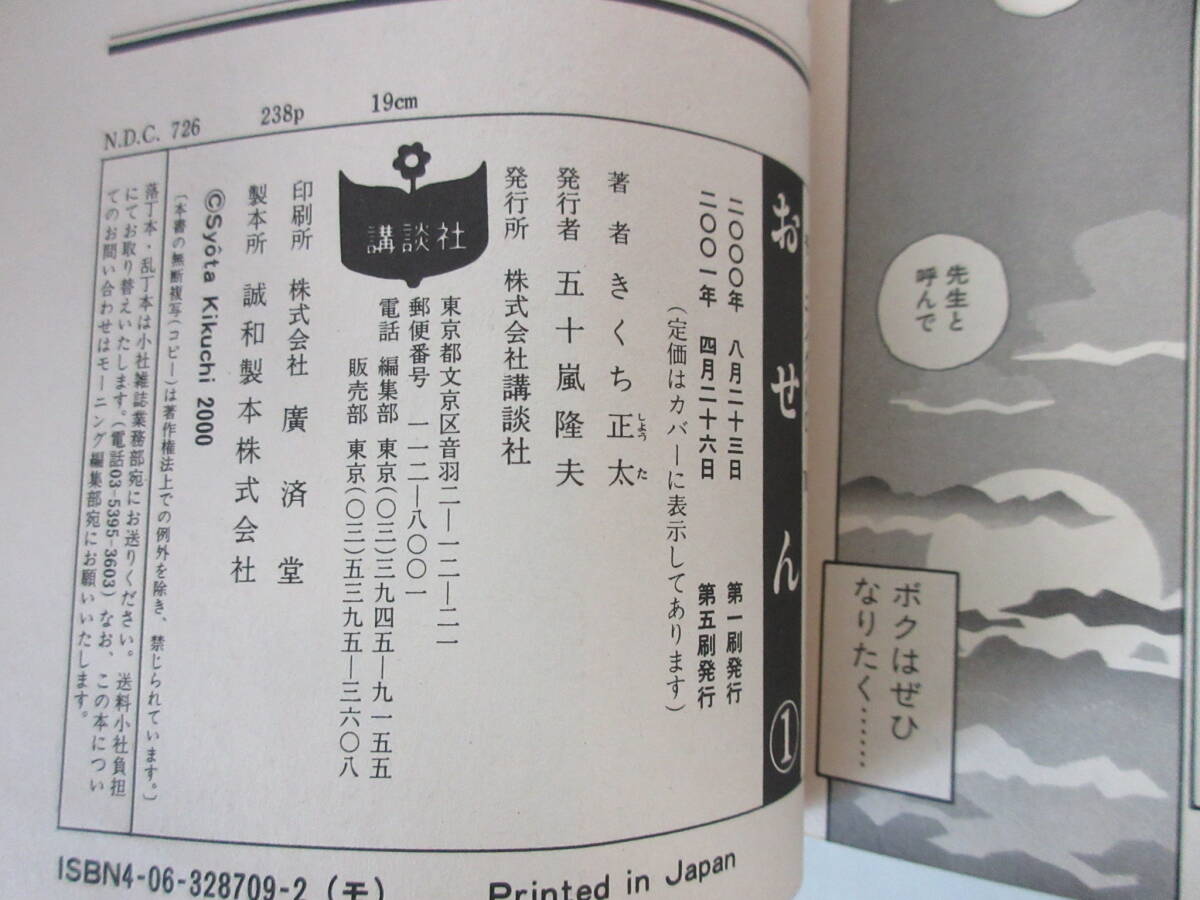 先生と
呼んで
ボクはぜひ
なりたく……
N.D.C. 726 238p 19cm
おせん ①
二〇〇〇年 八月二十三日 第一刷発行
二〇〇一年 四月二十六日 第五刷発行
(定価はカバーに表示してあります)
著者 きくち正太
しょうた
発行者 五十嵐隆夫
発行所 株式会社講談社
東京都文京区音羽二―一二―二一
郵便番号 一一二―八〇〇一
電話 編集部 東京(〇三)三九四五―九一五五
販売部 東京(〇三)五三九五―三六〇八
講談社
印刷所 株式会社 廣済堂
製本所 誠和製本株式会社
©Syôta Kikuchi 2000
〔本書の無断複写(コピー)は著作権法上での例外を除き、禁じられています。〕
落丁本・乱丁本は小社雑誌業務部宛にお送りください。送料小社負担
にてお取り替えいたします。(電話03-5395-3603)なお、この本につい
てのお問い合わせはモーニング編集部宛にお願いいたします。
ISBN4-06-328709-2 (モ)
Printed in Japan